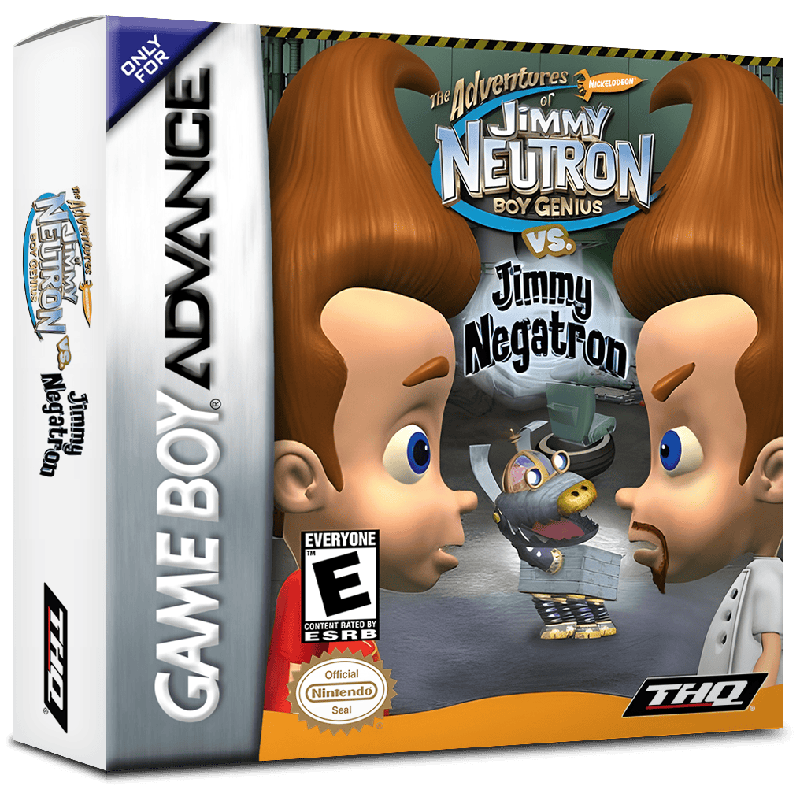 ONLY
FOR
GAME BOY ADVANCE
®
The Adventures
of
NICKELODEON
JIMMY
NEUTRON
BOY GENIUS
VS.
Jimmy
Negatron
EVERYONE
™
E
CONTENT RATED BY
ESRB
Official
Nintendo
Seal
THQ
The Adventures
of
JIMMY
NEUTRON
BOY GENIUS
VS.
Jimmy
Negatron
THQ